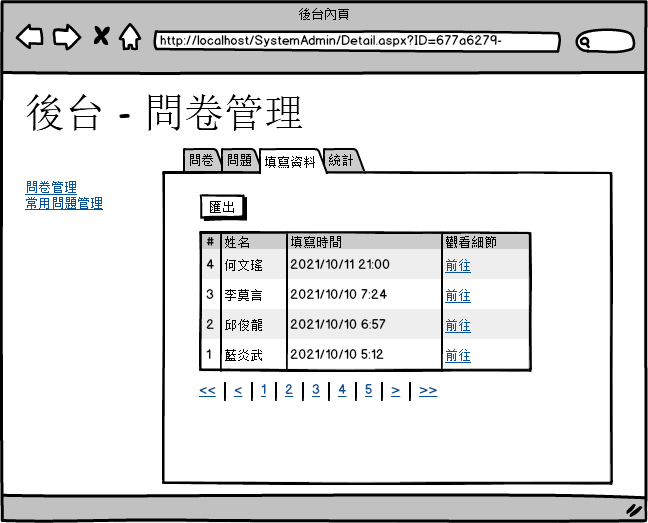 後台內頁
http://localhost/SystemAdmin/Detail.aspx?ID=677a6279-
後台 - 問卷管理
問卷 問題 填寫資料 統計
問卷管理
常用問題管理
匯出
# 姓名 填寫時間 觀看細節
4 何文瑤 2021/10/11 21:00 前往
3 李莫言 2021/10/10 7:24 前往
2 邱俊龍 2021/10/10 6:57 前往
1 藍炎武 2021/10/10 5:12 前往
<< | < | 1 | 2 | 3 | 4 | 5 | > | >>